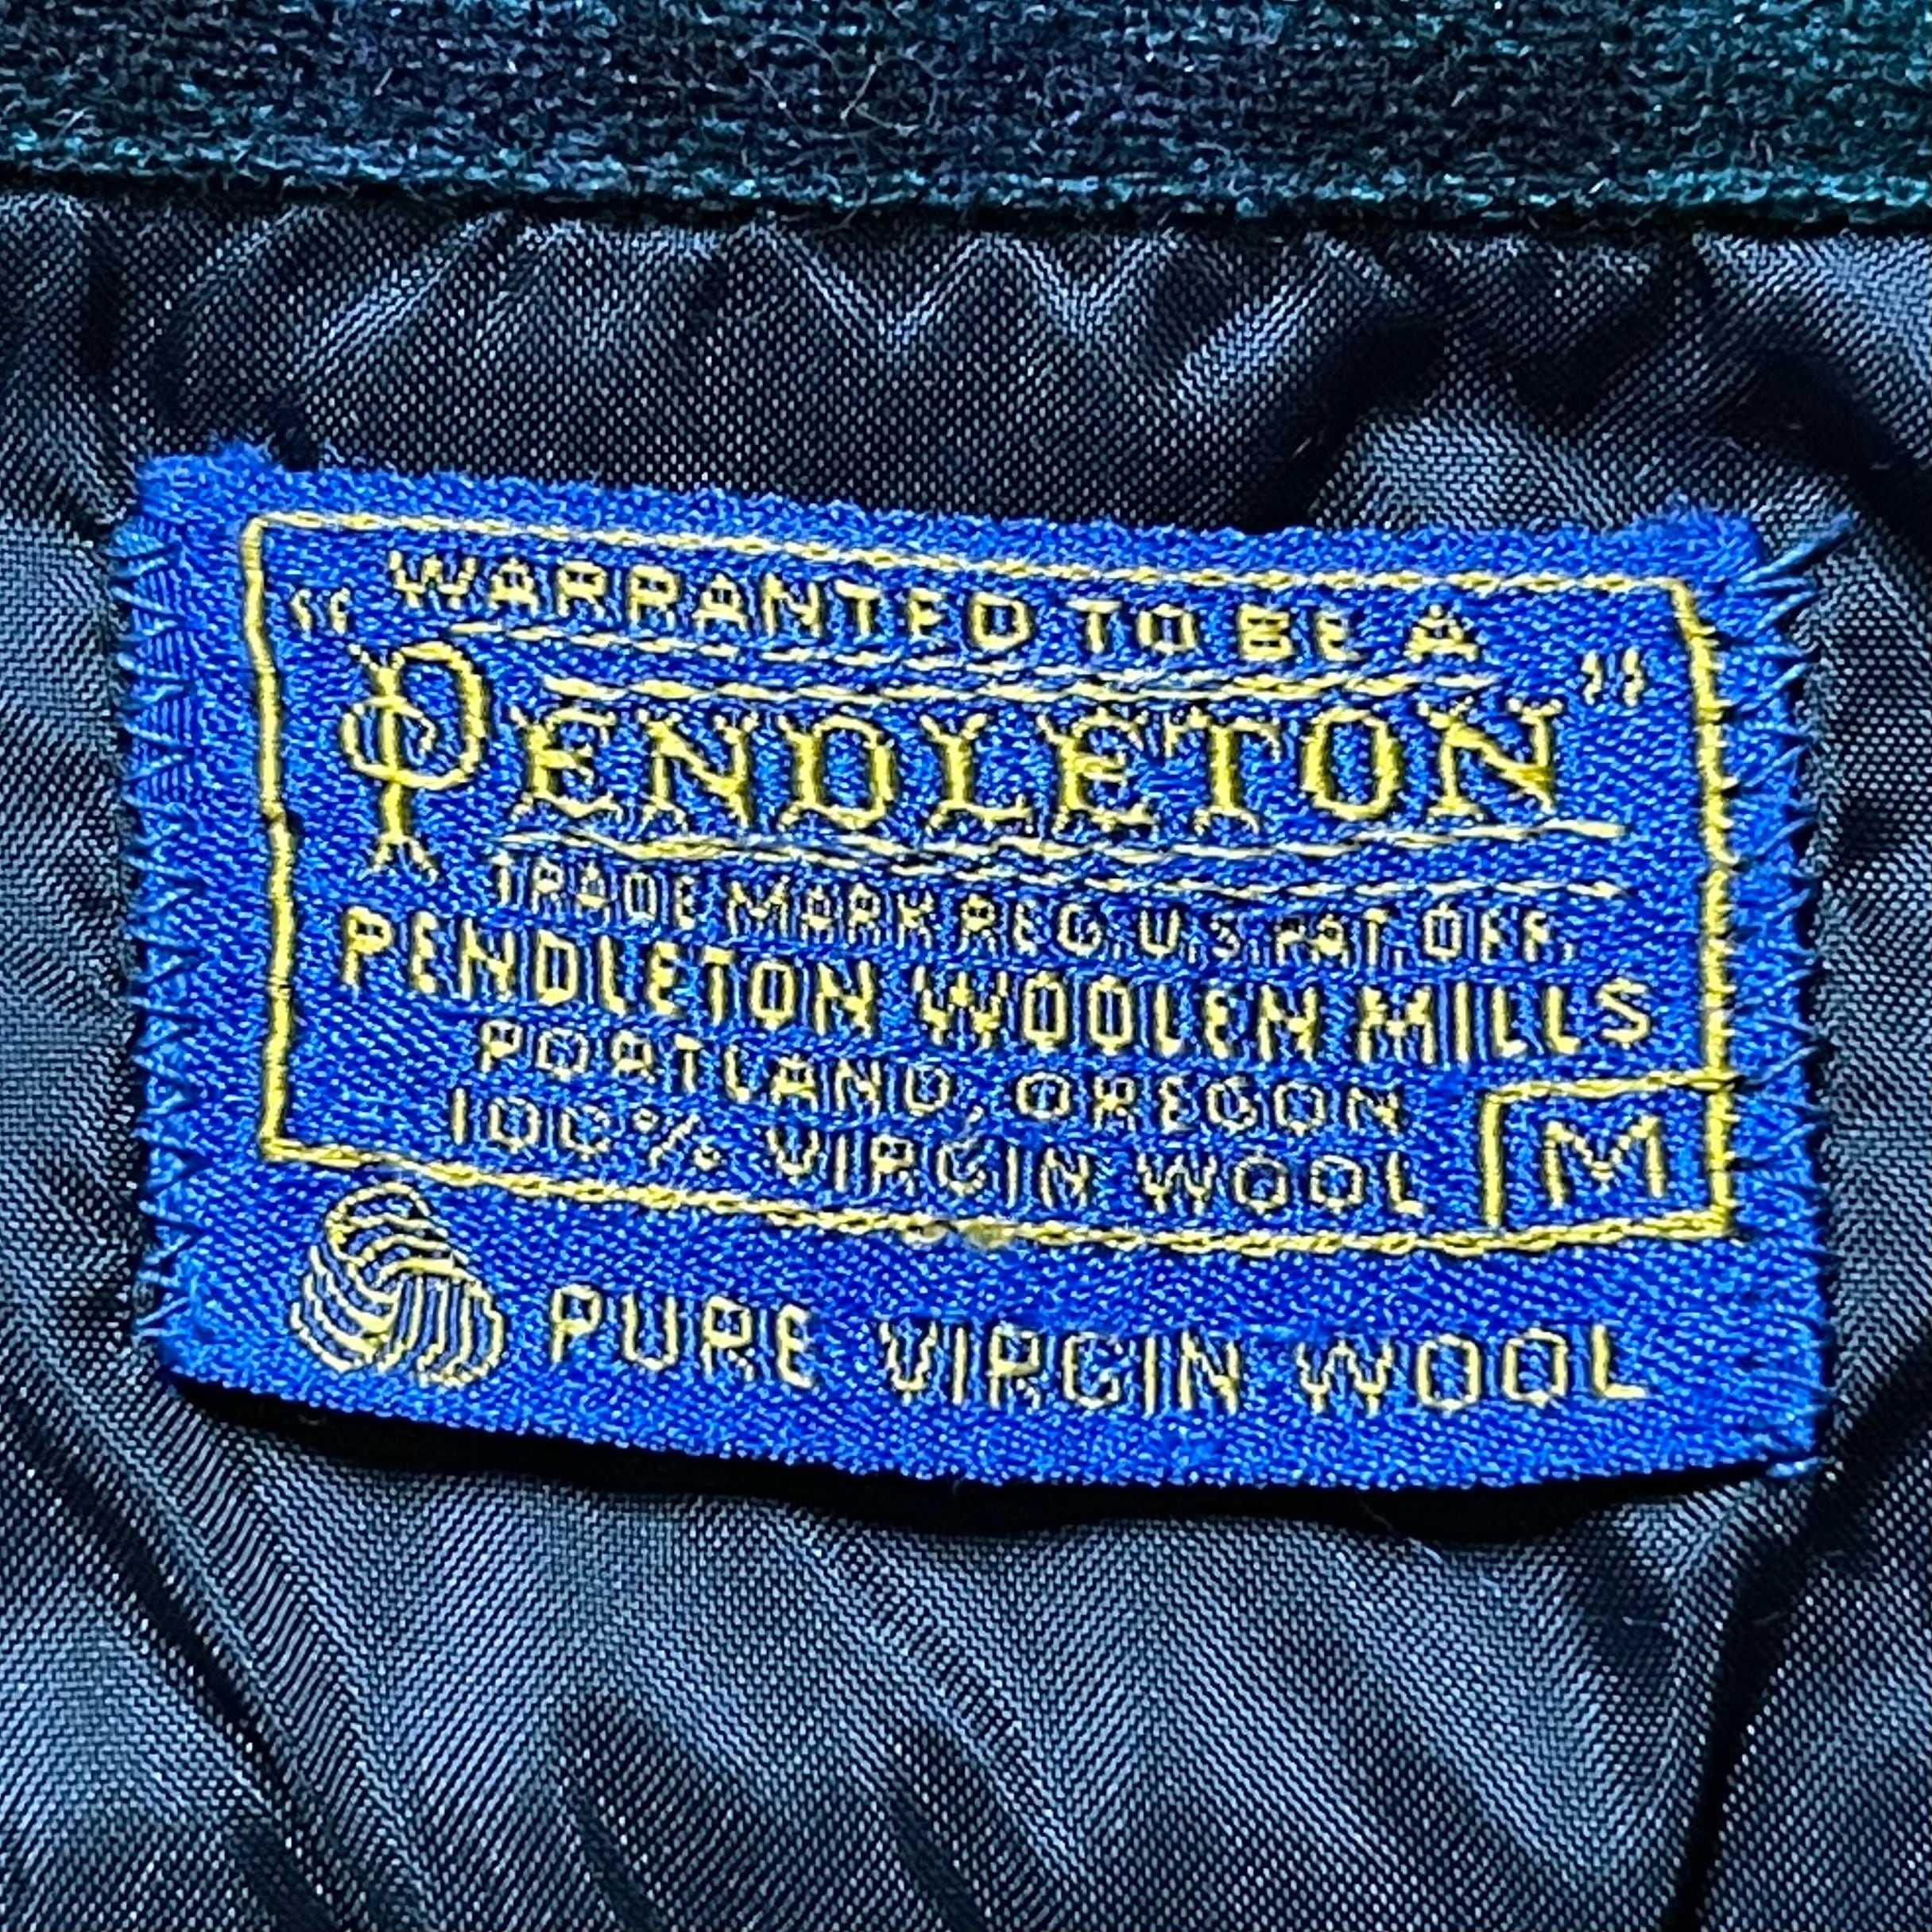 WARRANTED TO BE A
"PENDLETON"
TRADE MARK REG. U.S. PAT. OFF.
PENDLETON WOOLEN MILLS
PORTLAND, OREGON
100% VIRGIN WOOL
M
PURE VIRGIN WOOL